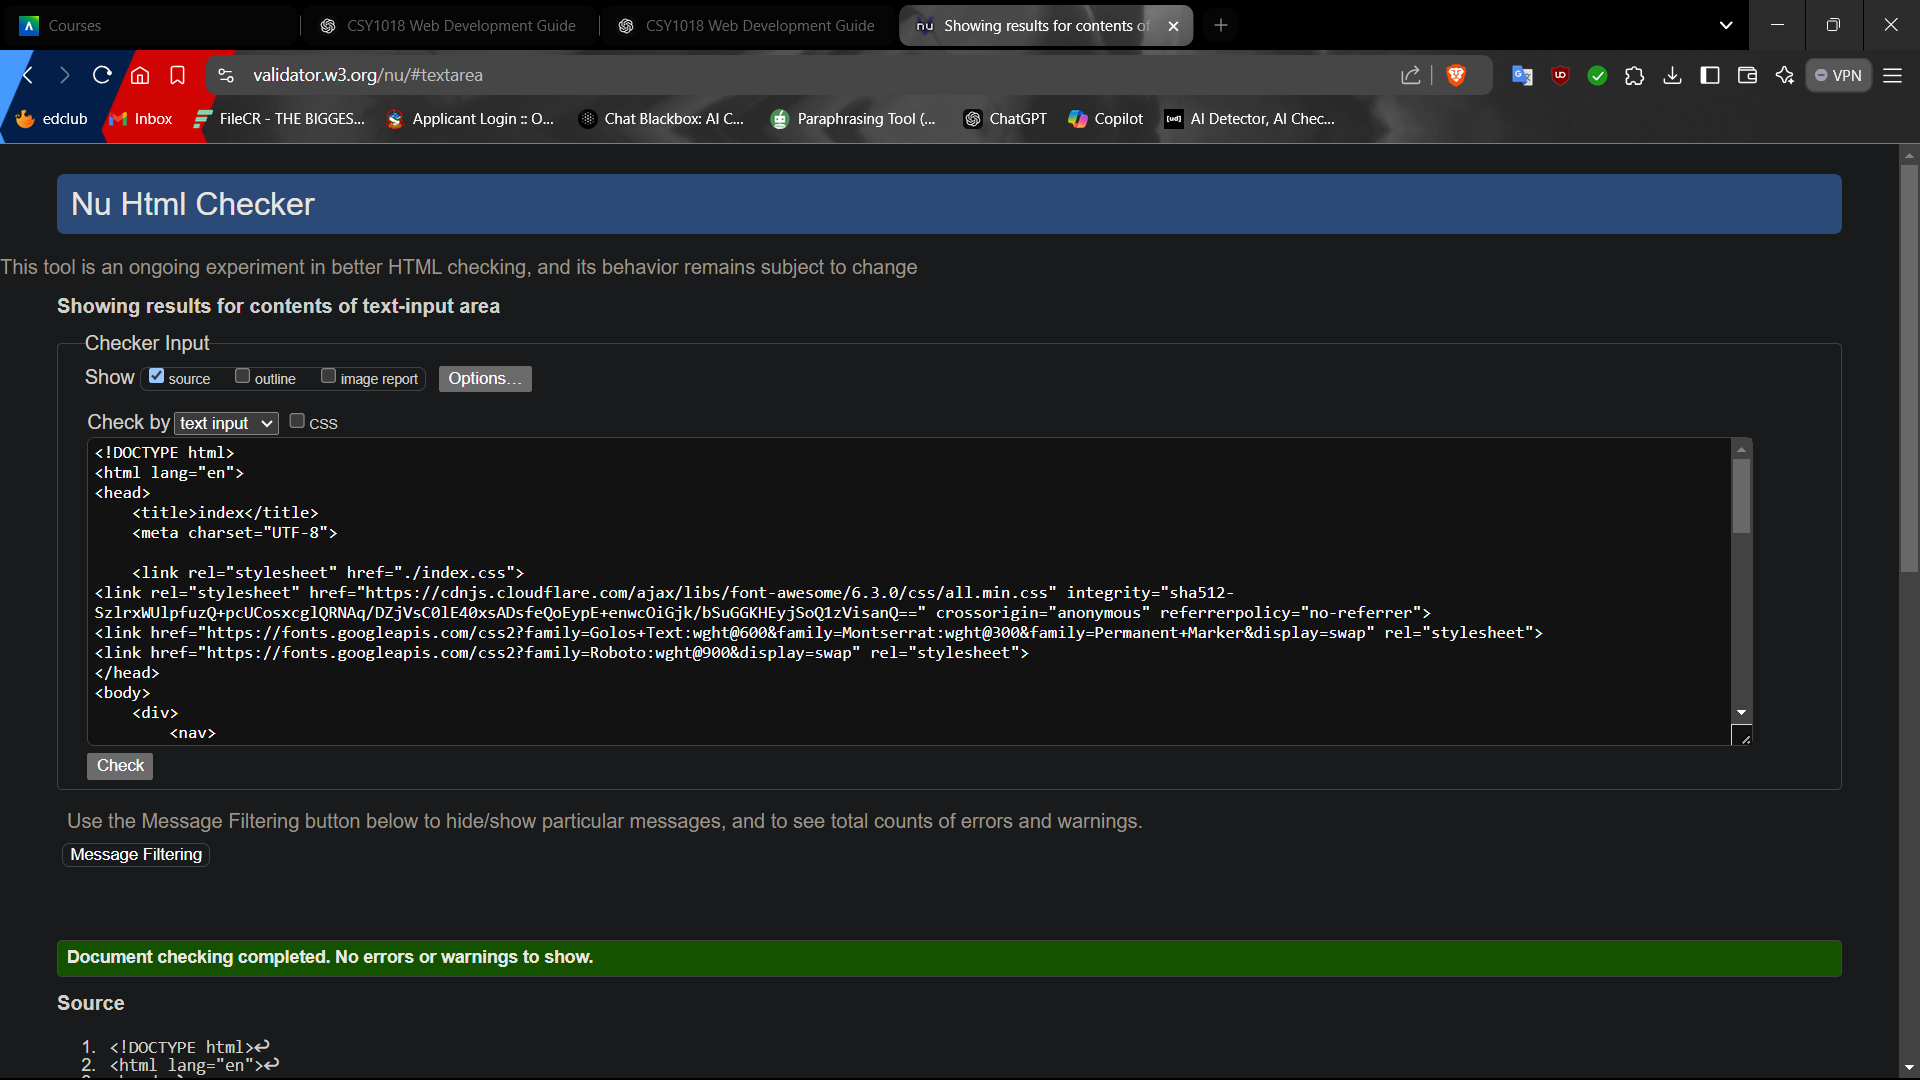 Courses
CSY1018 Web Development Guide
CSY1018 Web Development Guide
Showing results for contents of
validator.w3.org/nu/#textarea
VPN
edclub
Inbox
FileCR - THE BIGGES...
Applicant Login :: O...
Chat Blackbox: AI C...
Paraphrasing Tool (...
ChatGPT
Copilot
AI Detector, AI Chec...
Nu Html Checker
This tool is an ongoing experiment in better HTML checking, and its behavior remains subject to change
Showing results for contents of text-input area
Checker Input
Show source outline image report Options...
Check by text input CSS
<!DOCTYPE html>
<html lang="en">
<head>
<title>index</title>
<meta charset="UTF-8">
<link rel="stylesheet" href="./index.css">
<link rel="stylesheet" href="https://cdnjs.cloudflare.com/ajax/libs/font-awesome/6.3.0/css/all.min.css" integrity="sha512-
SzlrxWUlpfuzQ+pcUCosxcglQRNAq/DZjVsC0lE40xsADsfeQoEypE+enwcOiGjk/bSuGGKHEyjSoQ1zVisanQ==" crossorigin="anonymous" referrerpolicy="no-referrer">
<link href="https://fonts.googleapis.com/css2?family=Golos+Text:wght@600&family=Montserrat:wght@300&family=Permanent+Marker&display=swap" rel="stylesheet">
<link href="https://fonts.googleapis.com/css2?family=Roboto:wght@900&display=swap" rel="stylesheet">
</head>
<body>
<div>
<nav>
Check
Use the Message Filtering button below to hide/show particular messages, and to see total counts of errors and warnings.
Message Filtering
Document checking completed. No errors or warnings to show.
Source
1. <!DOCTYPE html>↩
2. <html lang="en">↩